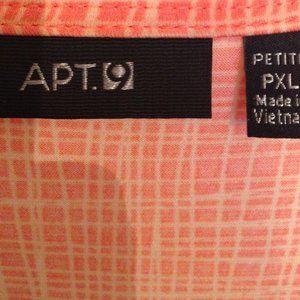 APT.9
PETITE
PXL
Made in
Vietnam